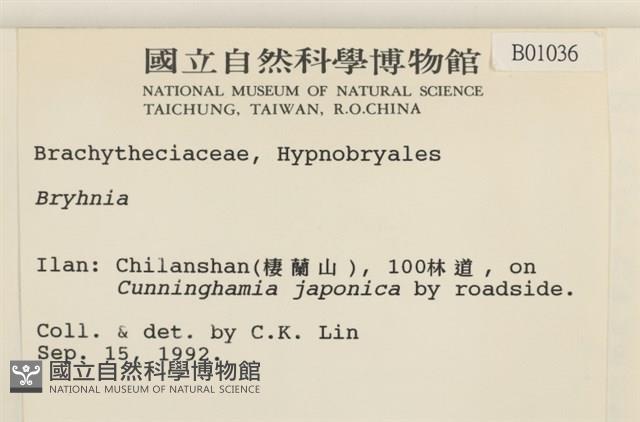 國立自然科學博物館
B01036
NATIONAL MUSEUM OF NATURAL SCIENCE
TAICHUNG, TAIWAN, R.O.CHINA
Brachytheciaceae, Hypnobryales
Bryhnia
Ilan: Chilanshan(棲蘭山), 100林道, on
Cunninghamia japonica by roadside.
Coll. & det. by C.K. Lin
Sep. 15, 1992.
國立自然科學博物館
NATIONAL MUSEUM OF NATURAL SCIENCE